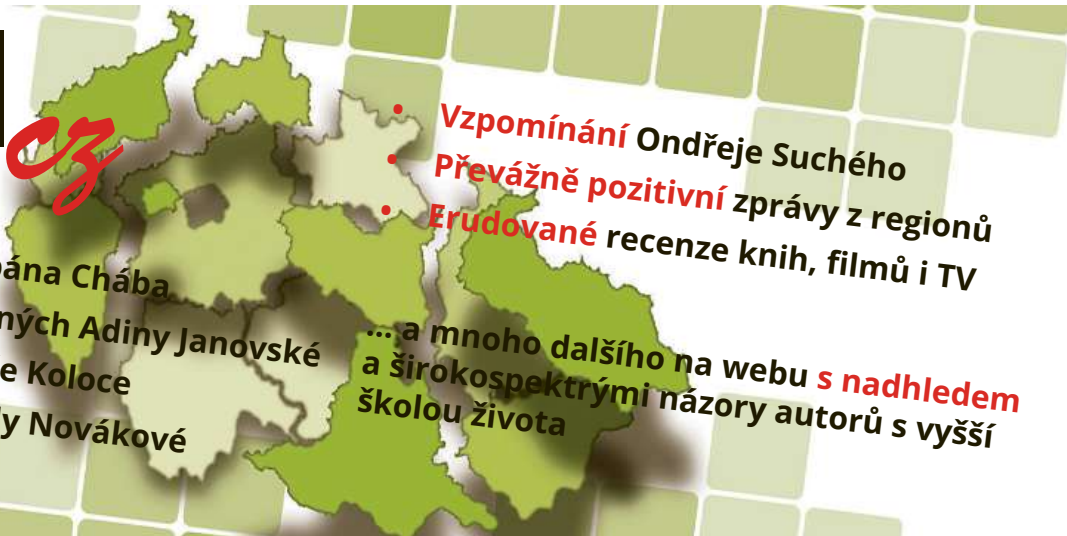 cz
Vzpomínání Ondřeje Suchého
Převážně pozitivní zprávy z regionů
Erudované recenze knih, filmů i TV
Chába
ných Adiny Janovské
e Koloce
Novákové
... a mnoho dalšího na webu s nadhledem
a širokospektrými názory autorů s vyšší
školou života